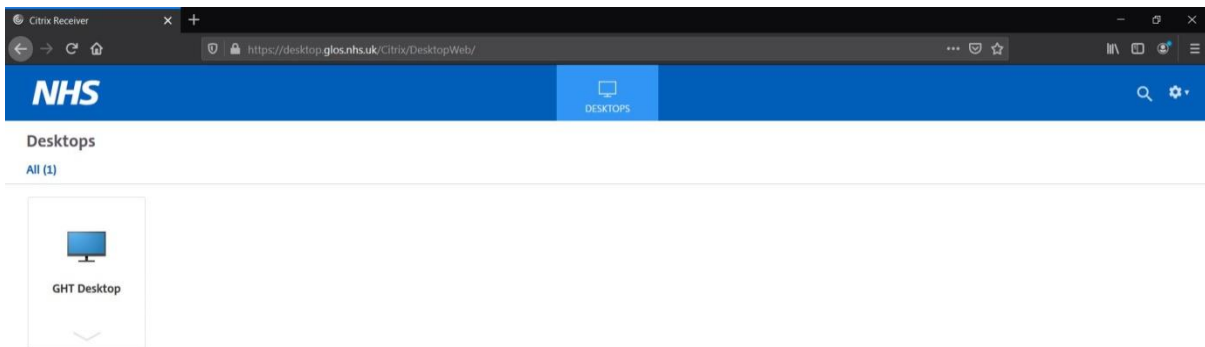 Citrix Receiver
https://desktop.glos.nhs.uk/Citrix/DesktopWeb/
NHS
DESKTOPS
Desktops
All (1)
GHT Desktop